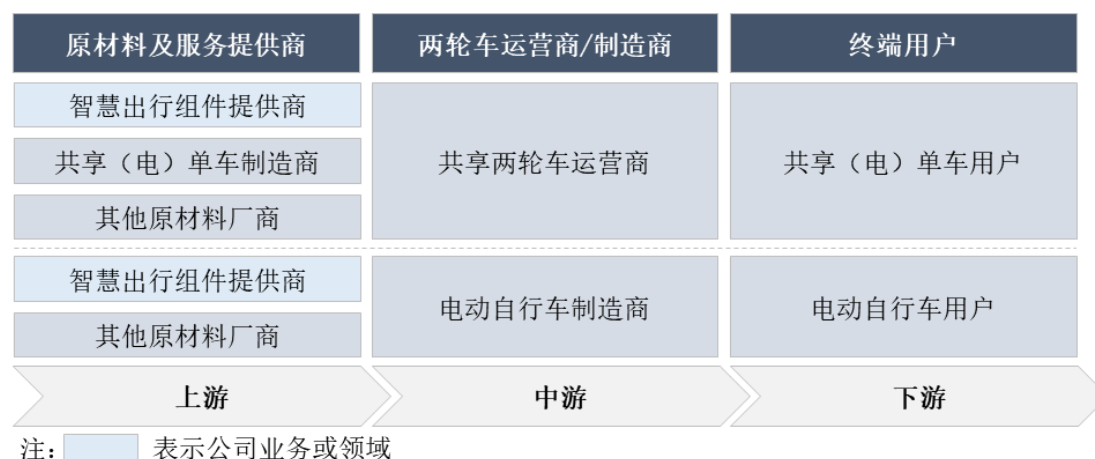 原材料及服务提供商 两轮车运营商/制造商 终端用户
智慧出行组件提供商
共享（电）单车制造商 共享两轮车运营商 共享（电）单车用户
其他原材料厂商
智慧出行组件提供商
电动自行车制造商 电动自行车用户
其他原材料厂商
上游 中游 下游
注： 表示公司业务或领域